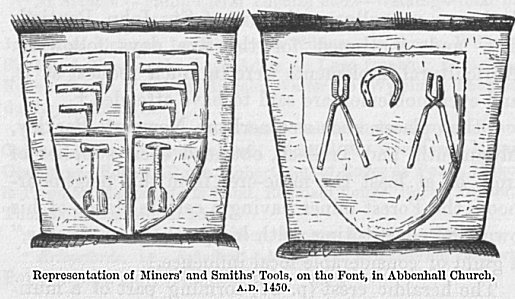 Representation of Miners' and Smiths' Tools, on the Font, in Abbenhall Church,
A.D. 1450.